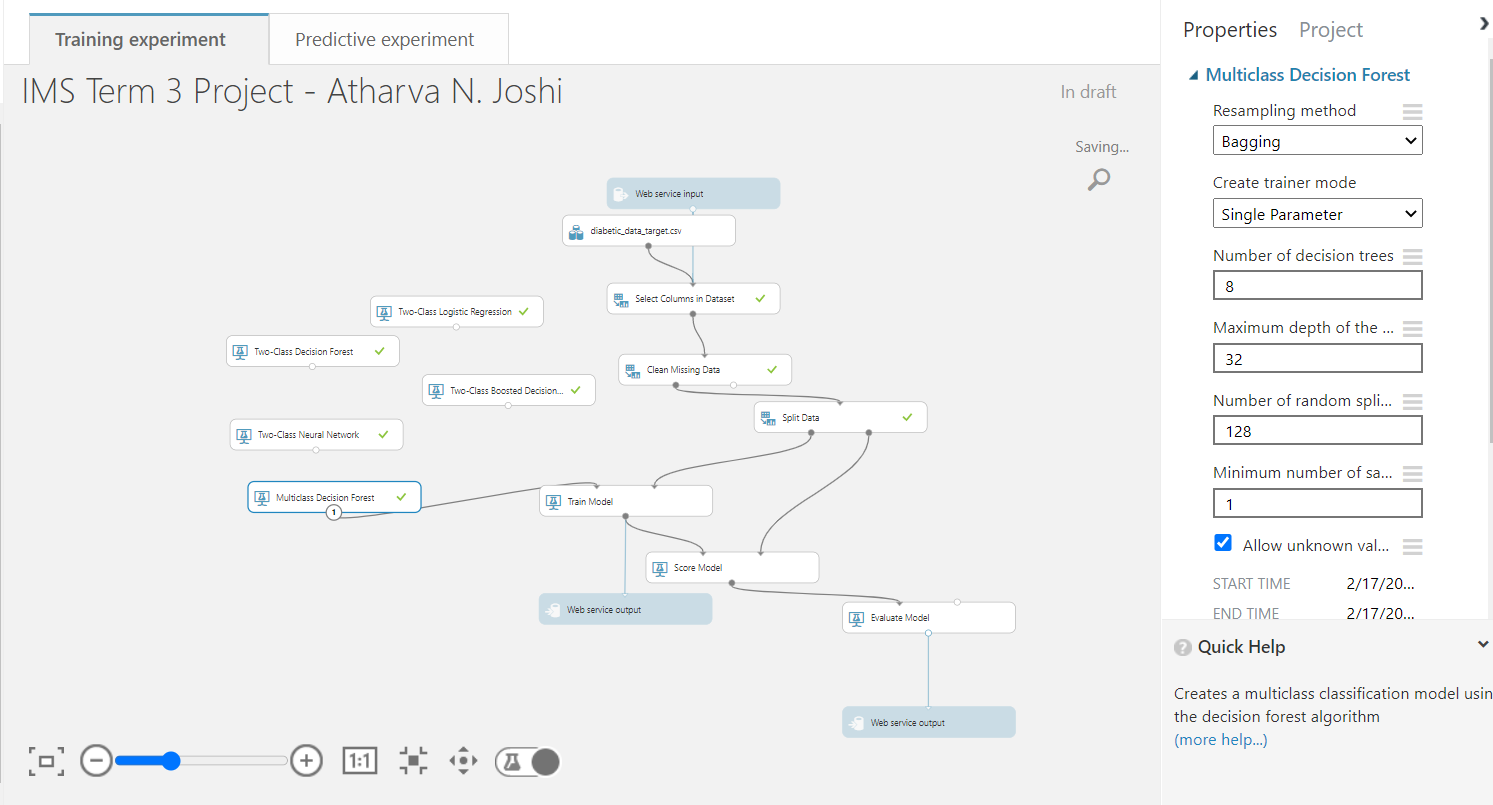 Training experiment
Predictive experiment
IMS Term 3 Project - Atharva N. Joshi
In draft
Saving...
Web service input
diabetic_data_target.csv
Select Columns in Dataset
Two-Class Logistic Regression
Two-Class Decision Forest
Clean Missing Data
Two-Class Boosted Decision...
Split Data
Two-Class Neural Network
Multiclass Decision Forest
1
Train Model
Score Model
Web service output
Evaluate Model
Web service output
1:1
Properties
Project
Multiclass Decision Forest
Resampling method
Bagging
Create trainer mode
Single Parameter
Number of decision trees
8
Maximum depth of the ...
32
Number of random spli...
128
Minimum number of sa...
1
Allow unknown val...
START TIME 2/17/20...
END TIME 2/17/20...
? Quick Help
Creates a multiclass classification model usin
the decision forest algorithm
(more help...)